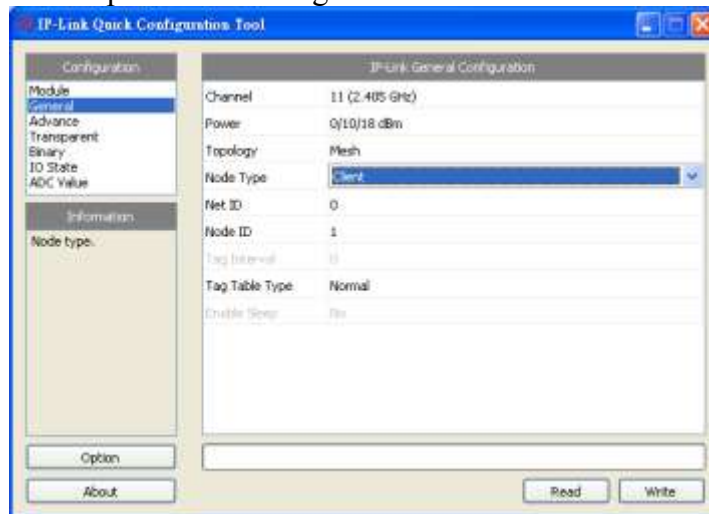 IP-Link Quick Configuration Tool
Configuration
Module
General
Advance
Transparent
Binary
IO State
ADC Value
Information
Node type.
Option
About
IP-Link General Configuration
Channel 11 (2.405 GHz)
Power 0/10/18 dBm
Topology Mesh
Node Type Client
Net ID 0
Node ID 1
Tag Interval 0
Tag Table Type Normal
Enable Sleep No
Read Write